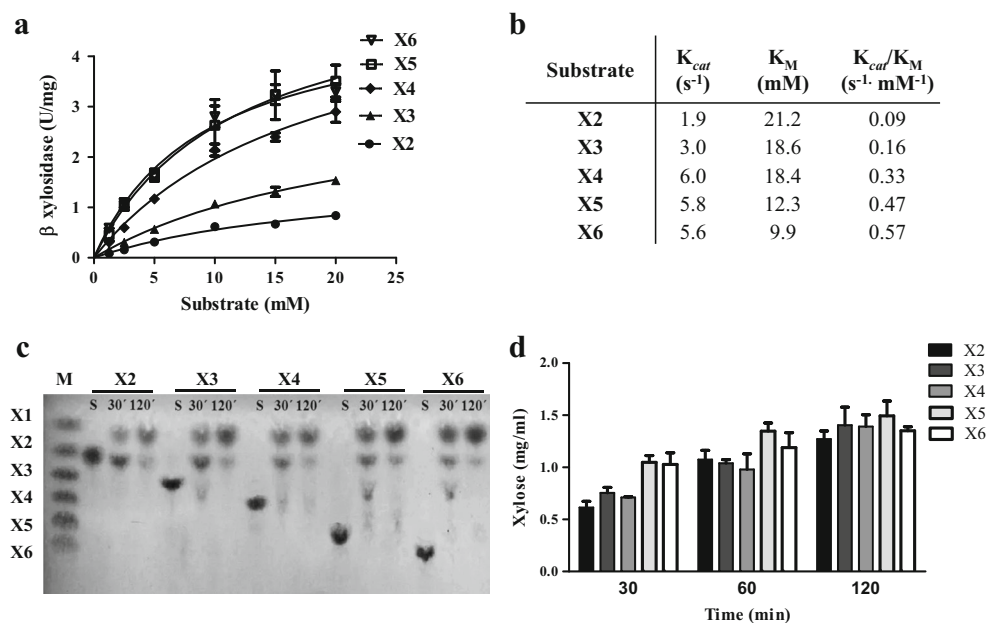 a
β xylosidase (U/mg)
4
3
2
1
0
0 5 10 15 20 25
Substrate (mM)
X6
X5
X4
X3
X2
b
Substrate K_cat (s⁻¹) K_M (mM) K_cat/K_M (s⁻¹· mM⁻¹)
X2 1.9 21.2 0.09
X3 3.0 18.6 0.16
X4 6.0 18.4 0.33
X5 5.8 12.3 0.47
X6 5.6 9.9 0.57
c
M X2 X3 X4 X5 X6
S 30´ 120´ S 30´ 120´ S 30´ 120´ S 30´ 120´ S 30´ 120´
X1
X2
X3
X4
X5
X6
d
Xylose (mg/ml)
2.0
1.5
1.0
0.5
0.0
30 60 120
Time (min)
X2
X3
X4
X5
X6